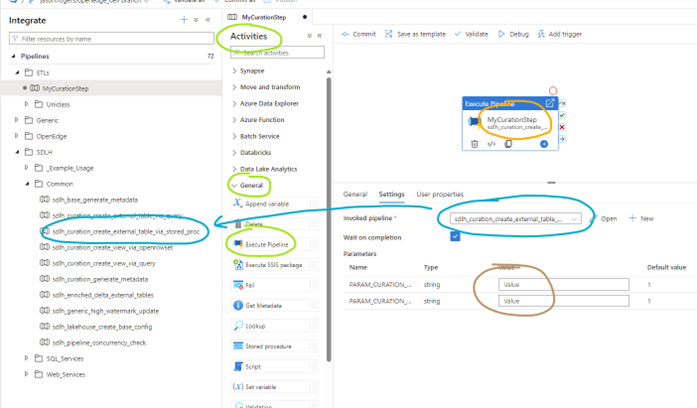 Integrate
Filter resources by name
Pipelines 72
ETLs
MyCurationStep
Uniclass
Generic
OpenEdge
SDLH
_Example_Usage
Common
sdlh_base_generate_metadata
sdlh_curation_create_external_table_via_query
sdlh_curation_create_external_table_via_stored_proc
sdlh_curation_create_view_via_openrowset
sdlh_curation_create_view_via_query
sdlh_curation_generate_metadata
sdlh_enriched_delta_external_tables
sdlh_generic_high_watermark_update
sdlh_lakehouse_create_base_config
sdlh_pipeline_concurrency_check
SQL_Services
Web_Services
MyCurationStep
Activities
Search activities
Synapse
Move and transform
Azure Data Explorer
Azure Function
Batch Service
Databricks
Data Lake Analytics
General
Append variable
Delete
Execute Pipeline
Execute SSIS package
Fail
Get Metadata
Lookup
Stored procedure
Script
Set variable
Validation
Commit Save as template Validate Debug Add trigger
Execute Pipeline
MyCurationStep
sdlh_curation_create_...
General Settings User properties
Invoked pipeline * sdlh_curation_create_external_table_... Open New
Wait on completion
Parameters
Name Type Value Default value
PARAM_CURATION_... string Value 1
PARAM_CURATION_... string Value 1